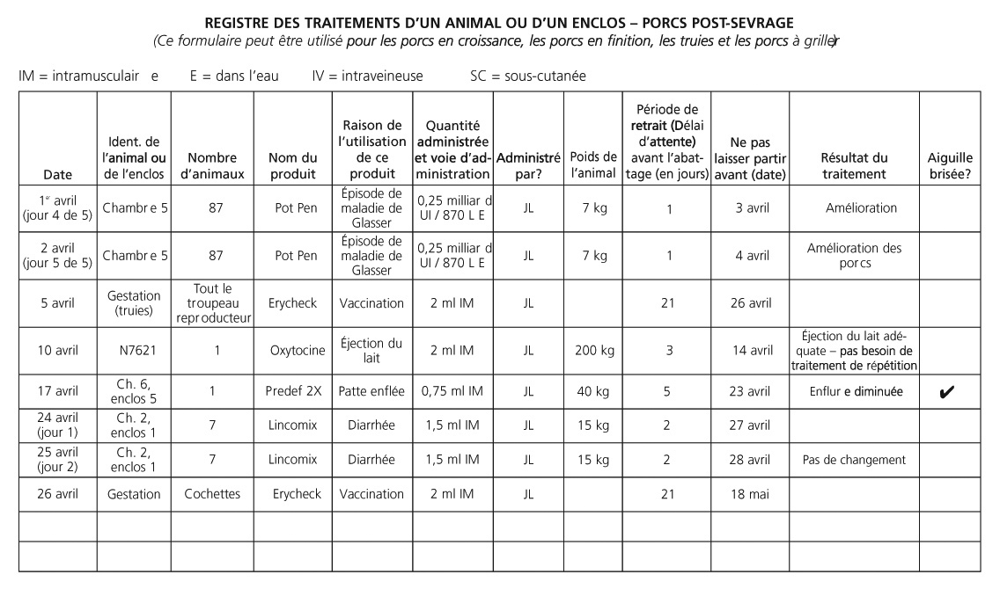 REGISTRE DES TRAITEMENTS D'UN ANIMAL OU D'UN ENCLOS – PORCS POST-SEVRAGE
(Ce formulaire peut être utilisé pour les porcs en croissance, les porcs en finition, les truies et les porcs à griller)
IM = intramusculair e E = dans l'eau IV = intraveineuse SC = sous-cutanée
Date
Ident. de
l'animal ou
de l'enclos
Nombre
d'animaux
Nom du
produit
Raison de
l'utilisation
de ce
produit
Quantité
administrée
et voie d'ad-
ministration
Administré
par?
Poids de
l'animal
Période de
retrait (Délai
d'attente)
avant l'abat-
tage (en jours)
Ne pas
laisser partir
avant (date)
Résultat du
traitement
Aiguille
brisée?
1er avril
(jour 4 de 5)
Chambr e 5
87
Pot Pen
Épisode de
maladie de
Glasser
0,25 milliar d
UI / 870 L E
JL
7 kg
1
3 avril
Amélioration
2 avril
(jour 5 de 5)
Chambr e 5
87
Pot Pen
Épisode de
maladie de
Glasser
0,25 milliar d
UI / 870 L E
JL
7 kg
1
4 avril
Amélioration des
porcs
5 avril
Gestation
(truies)
Tout le
troupeau
reproducteur
Erycheck
Vaccination
2 ml IM
JL
21
26 avril
10 avril
N7621
1
Oxytocine
Éjection du
lait
2 ml IM
JL
200 kg
3
14 avril
Éjection du lait adé-
quate – pas besoin de
traitement de répétition
17 avril
Ch. 6,
enclos 5
1
Predef 2X
Patte enflée
0,75 ml IM
JL
40 kg
5
23 avril
Enflur e diminuée
✔
24 avril
(jour 1)
Ch. 2,
enclos 1
7
Lincomix
Diarrhée
1,5 ml IM
JL
15 kg
2
27 avril
25 avril
(jour 2)
Ch. 2,
enclos 1
7
Lincomix
Diarrhée
1,5 ml IM
JL
15 kg
2
28 avril
Pas de changement
26 avril
Gestation
Cochettes
Erycheck
Vaccination
2 ml IM
JL
21
18 mai